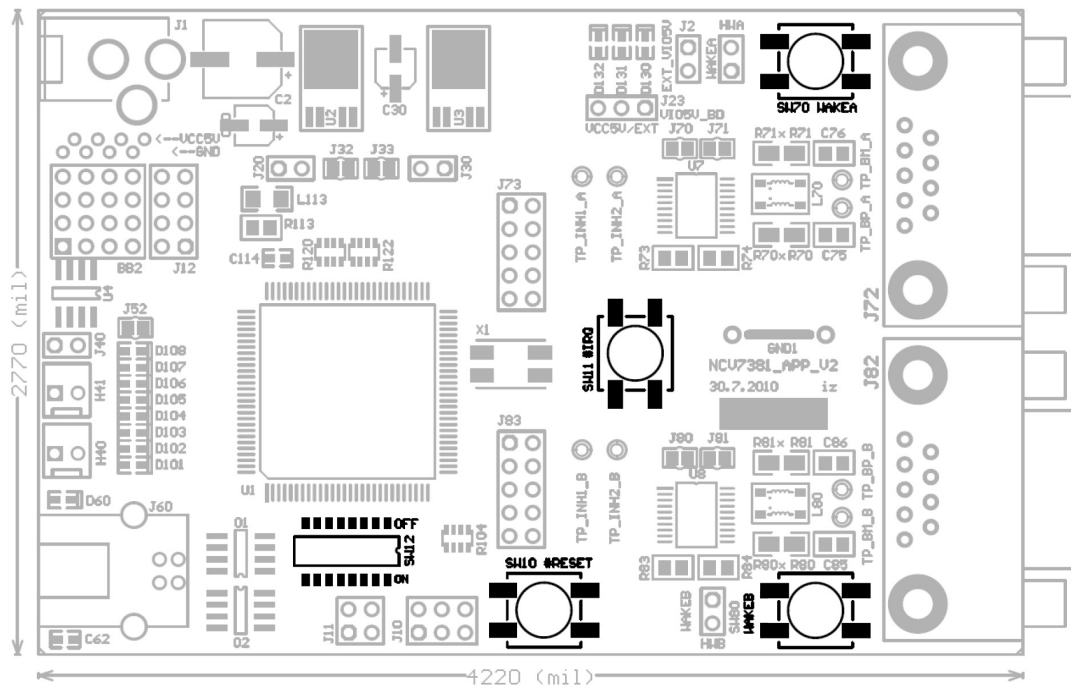 J1
C2
U2
C30
U3
D132
D131
D130
EXT_VIO5V
J2
WAKEA
HWA
SW70 WAKEA
J23
VIO5V_BD
VCC5V/EXT
<--VCC5V
<--GND
J20
J32
J33
J30
J70
J71
U7
R71x R71
C76
TP_BM_A
L70
TP_BP_A
R70x R70
C75
L113
R113
J73
TP_INH1_A
TP_INH2_A
R73
R74
BB2
J12
C114
R120
R122
U4
J52
J40
H41
H40
D108
D107
D106
D105
D104
D103
D102
D101
X1
SW11 #IRQ
GND1
NCV7381_APP_V2
30.7.2010 iz
J72
J82
J83
TP_INH1_B
TP_INH2_B
J80
J81
U8
R81x R81
C86
TP_BP_B
L80
TP_BM_B
R80x R80
C85
R83
R84
U1
D60
J60
O1
OFF
SW12
ON
R104
SW10 #RESET
O2
C62
J11
J10
WAKEB
HWB
SW80
WAKEB
2770 (mil)
4220 (mil)